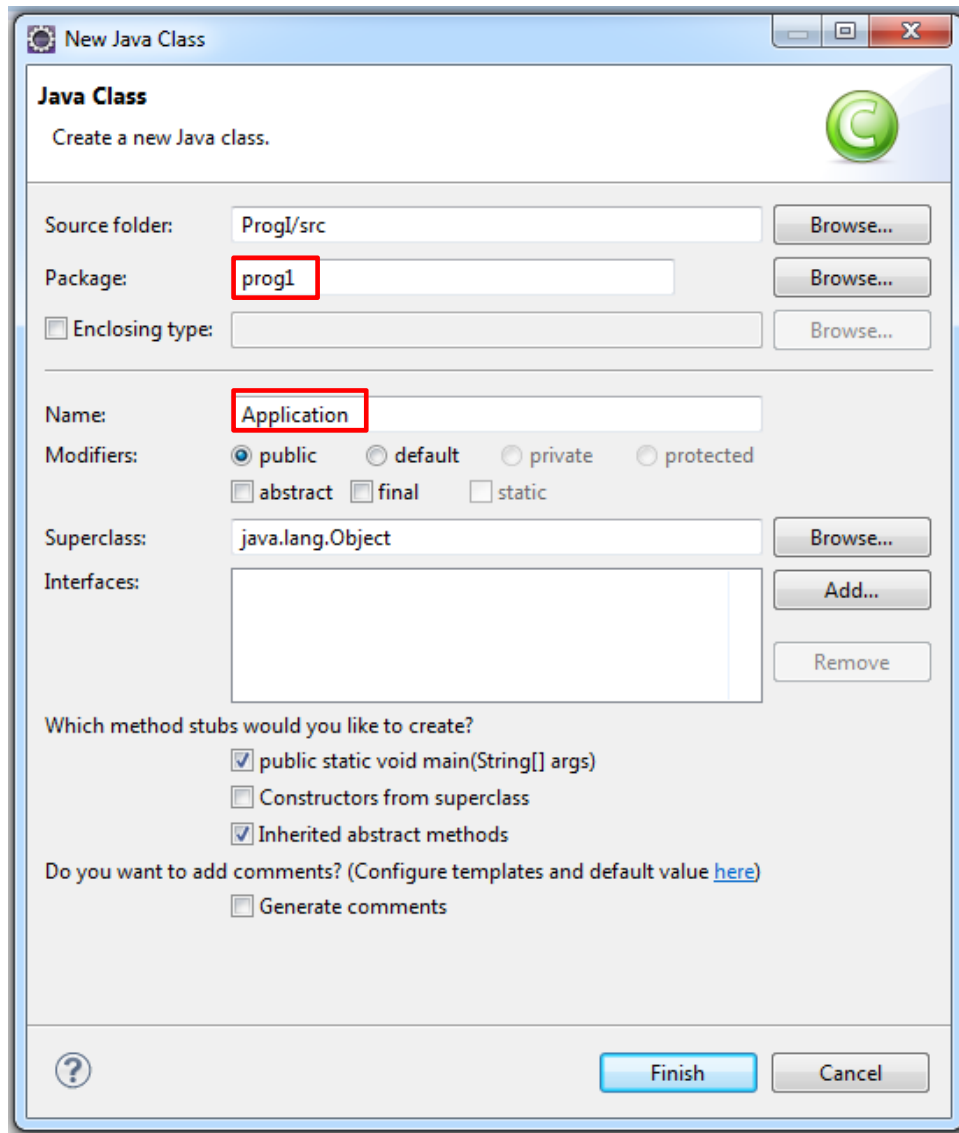 New Java Class
Java Class
Create a new Java class.
Source folder: ProgI/src Browse...
Package: prog1 Browse...
Enclosing type: Browse...
Name: Application
Modifiers: public default private protected
abstract final static
Superclass: java.lang.Object Browse...
Interfaces: Add...
Remove
Which method stubs would you like to create?
public static void main(String[] args)
Constructors from superclass
Inherited abstract methods
Do you want to add comments? (Configure templates and default value here)
Generate comments
? Finish Cancel